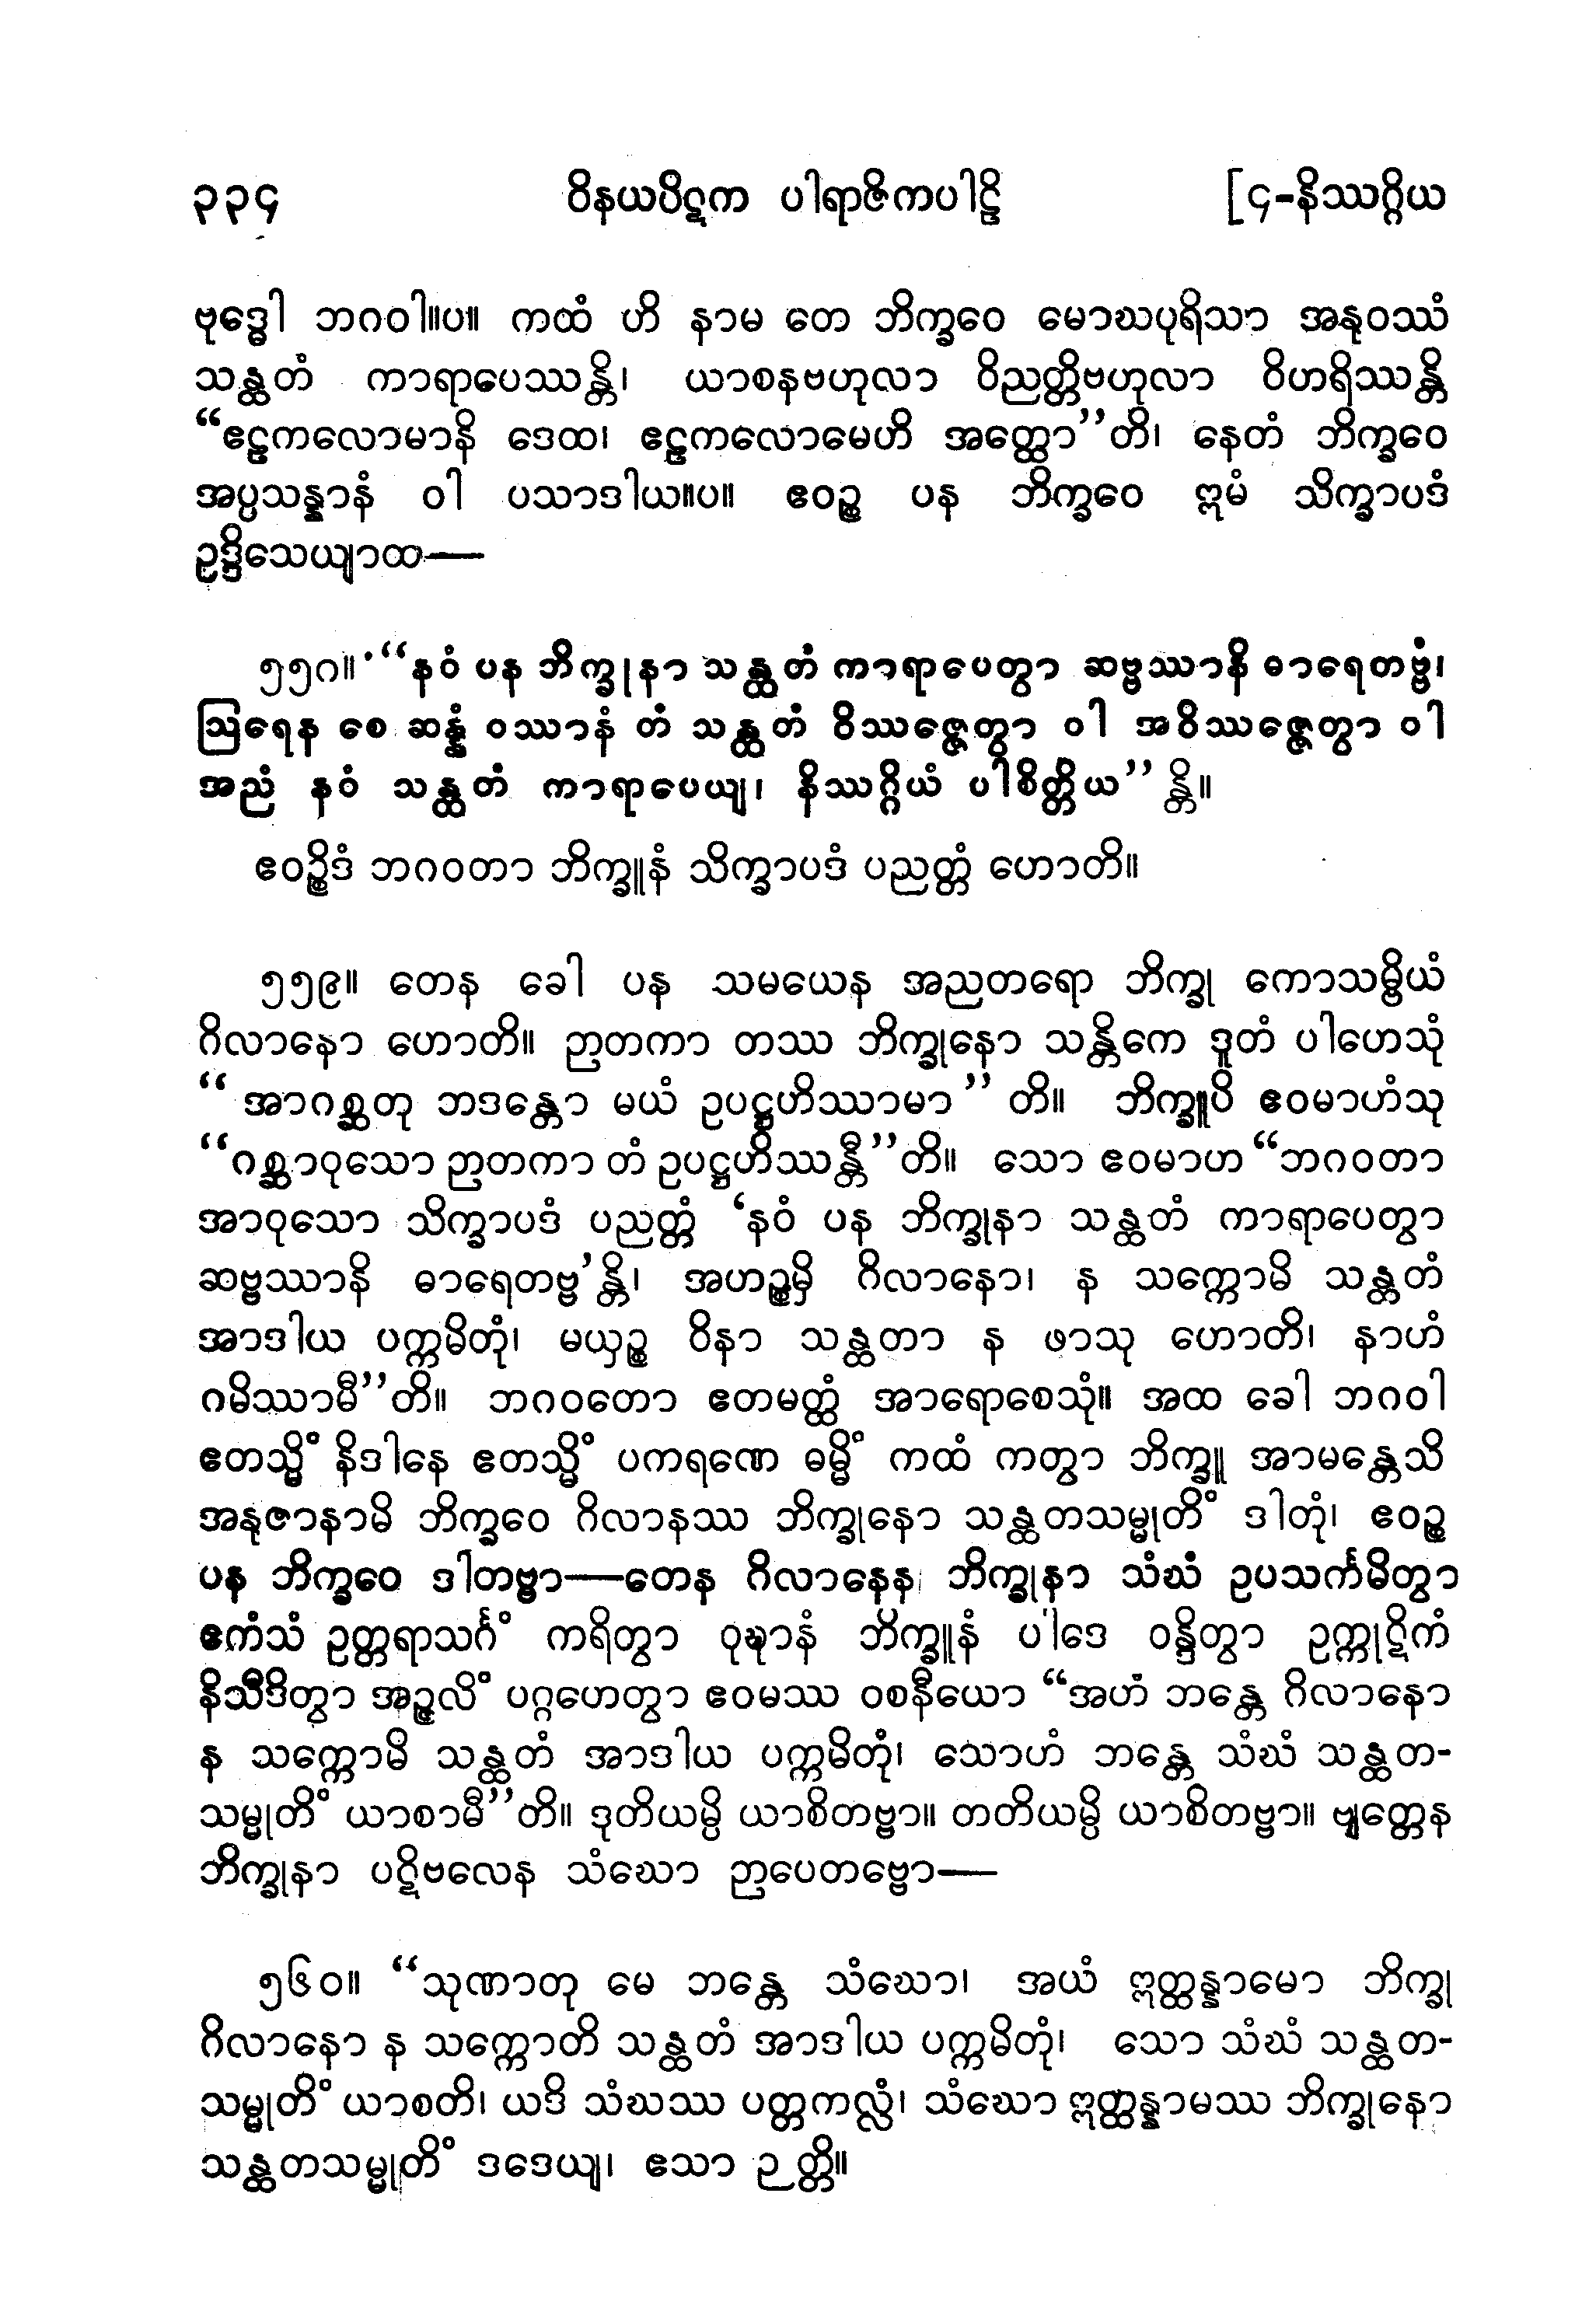 ၃၃၄ ဝိနယပိဋက ပါရာဇိကပါဠိ [၄-နိဿဂ္ဂိယ
ဗုဒ္ဓေါ ဘဂဝါ။ပ။ ကထံ ဟိ နာမ တေ ဘိက္ခဝေ မောဃပုရိသာ အနုဝဿံ
သန္ထတံ ကာရာပေဿန္တိ၊ ယာစနဗဟုလာ ဝိညတ္တိဗဟုလာ ဝိဟရိဿန္တိ
“ဧဠကလောမာနိ ဒေထ၊ ဧဠကလောမေဟိ အတ္ထော”တိ၊ နေတံ ဘိက္ခဝေ
အပ္ပသန္နာနံ ဝါ ပသာဒါယ။ပ။ ဧဝဉ္စ ပန ဘိက္ခဝေ ဣမံ သိက္ခာပဒံ
ဥဒ္ဒိသေယျာထ—
၅၅၈။ “နဝံ ပန ဘိက္ခုနာ သန္ထတံ ကာရာပေတွာ ဆဗ္ဗဿာနိ ဓာရေတဗ္ဗံ၊
ဩရေန စေ ဆန္နံ ဝဿာနံ တံ သန္ထတံ ဝိဿဇ္ဇေတွာ ဝါ အဝိဿဇ္ဇေတွာ ဝါ
အညံ နဝံ သန္ထတံ ကာရာပေယျ၊ နိဿဂ္ဂိယံ ပါစိတ္တိယ”န္တိ။
ဧဝဉ္စိဒံ ဘဂဝတာ ဘိက္ခူနံ သိက္ခာပဒံ ပညတ္တံ ဟောတိ။
၅၅၉။ တေန ခေါ ပန သမယေန အညတရော ဘိက္ခု ကောသမ္ဗိယံ
ဂိလာနော ဟောတိ။ ဉာတကာ တဿ ဘိက္ခုနော သန္တိကေ ဒူတံ ပါဟေသုံ
“အာဂစ္ဆတု ဘဒန္တော မယံ ဥပဋ္ဌဟိဿာမာ”တိ။ ဘိက္ခူပိ ဧဝမာဟံသု
“ဂစ္ဆာဝုသော ဉာတကာ တံ ဥပဋ္ဌဟိဿန္တီ”တိ။ သော ဧဝမာဟ “ဘဂဝတာ
အာဝုသော သိက္ခာပဒံ ပညတ္တံ ‘နဝံ ပန ဘိက္ခုနာ သန္ထတံ ကာရာပေတွာ
ဆဗ္ဗဿာနိ ဓာရေတဗ္ဗ’န္တိ၊ အဟဉ္စမှိ ဂိလာနော၊ န သက္ကောမိ သန္ထတံ
အာဒါယ ပက္ကမိတုံ၊ မယှဉ္စ ဝိနာ သန္ထတာ န ဖာသု ဟောတိ၊ နာဟံ
ဂမိဿာမီ”တိ။ ဘဂဝတော ဧတမတ္ထံ အာရောစေသုံ။ အထ ခေါ ဘဂဝါ
ဧတသ္မိံ နိဒါနေ ဧတသ္မိံ ပကရဏေ ဓမ္မိံ ကထံ ကတွာ ဘိက္ခူ အာမန္တေသိ
အနုဇာနာမိ ဘိက္ခဝေ ဂိလာနဿ ဘိက္ခုနော သန္ထတသမ္မုတိံ ဒါတုံ၊ ဧဝဉ္စ
ပန ဘိက္ခဝေ ဒါတဗ္ဗာ—တေန ဂိလာနေန ဘိက္ခုနာ သံဃံ ဥပသင်္ကမိတွာ
ဧကံသံ ဥတ္တရာသင်္ဂံ ကရိတွာ ဝုဍ္ဎာနံ ဘိက္ခူနံ ပါဒေ ဝန္ဒိတွာ ဥက္ကုဋိကံ
နိသီဒိတွာ အဉ္ဇလိံ ပဂ္ဂဟေတွာ ဧဝမဿ ဝစနီယော “အဟံ ဘန္တေ ဂိလာနော
န သက္ကောမိ သန္ထတံ အာဒါယ ပက္ကမိတုံ၊ သောဟံ ဘန္တေ သံဃံ သန္ထတ-
သမ္မုတိံ ယာစာမီ”တိ။ ဒုတိယမ္ပိ ယာစိတဗ္ဗာ။ တတိယမ္ပိ ယာစိတဗ္ဗာ။ ဗျတ္တေန
ဘိက္ခုနာ ပဋိဗလေန သံဃော ဉာပေတဗ္ဗော—
၅၆၀။ “သုဏာတု မေ ဘန္တေ သံဃော၊ အယံ ဣတ္ထန္နာမော ဘိက္ခု
ဂိလာနော န သက္ကောတိ သန္ထတံ အာဒါယ ပက္ကမိတုံ၊ သော သံဃံ သန္ထတ-
သမ္မုတိံ ယာစတိ၊ ယဒိ သံဃဿ ပတ္တကလ္လံ၊ သံဃော ဣတ္ထန္နာမဿ ဘိက္ခုနော
သန္ထတသမ္မုတိံ ဒဒေယျ၊ ဧသာ ဉတ္တိ။